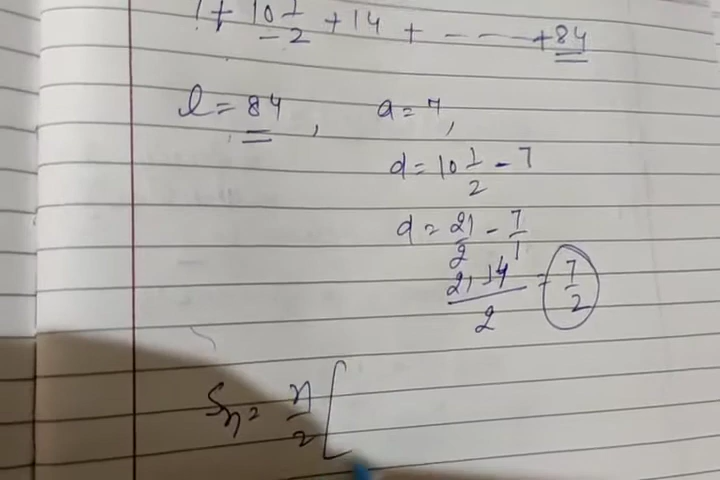 7 + 10 1/2 + 14 + - - - + 84
l = 84, a = 7,
d = 10 1/2 - 7
d = 21/2 - 7/1
21-14/2 = 7/2
Sn = n/2 [